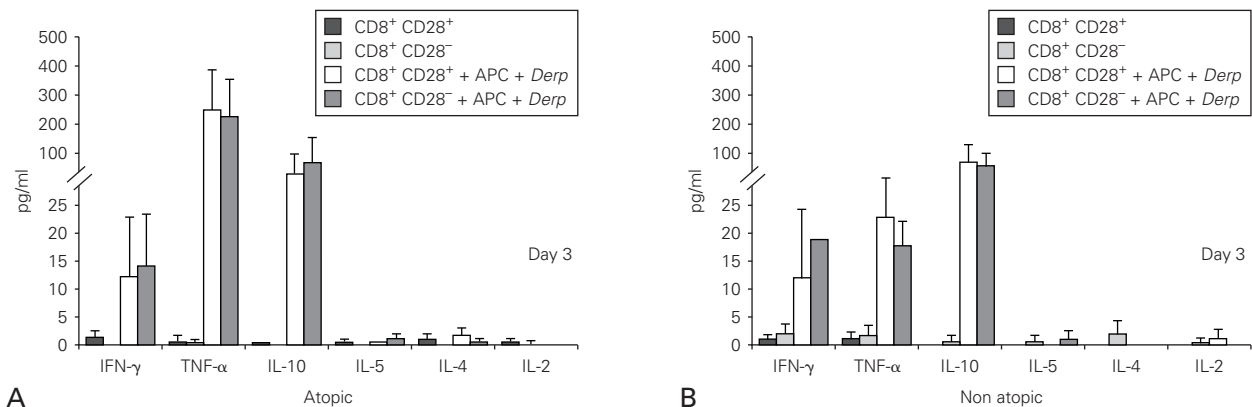 CD8⁺ CD28⁺
CD8⁺ CD28⁻
CD8⁺ CD28⁺ + APC + Derp
CD8⁺ CD28⁻ + APC + Derp
500
400
300
200
100
25
20
15
10
5
0
pg/ml
Day 3
IFN-γ TNF-α IL-10 IL-5 IL-4 IL-2
A Atopic
CD8⁺ CD28⁺
CD8⁺ CD28⁻
CD8⁺ CD28⁺ + APC + Derp
CD8⁺ CD28⁻ + APC + Derp
500
400
300
200
100
25
20
15
10
5
0
pg/ml
Day 3
IFN-γ TNF-α IL-10 IL-5 IL-4 IL-2
B Non atopic